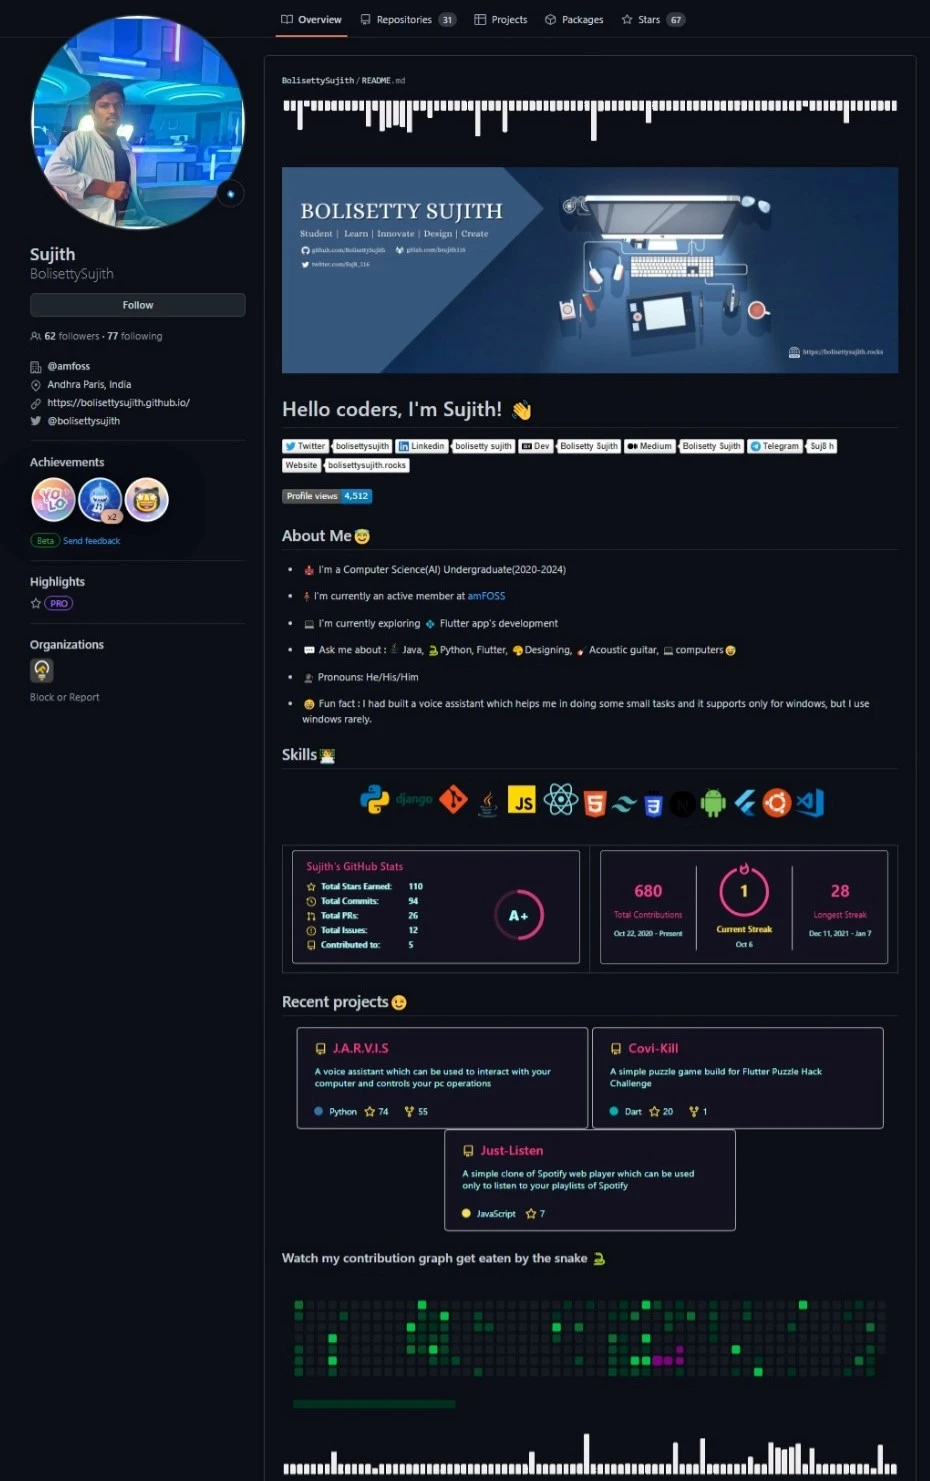 Overview
Repositories 31
Projects
Packages
Stars 67
Sujith
BolisettySujith
Follow
62 followers · 77 following
@amfoss
Andhra Paris, India
https://bolisettysujith.github.io/
@bolisettysujith
Achievements
YOLO
x2
Beta Send feedback
Highlights
PRO
Organizations
Block or Report
BolisettySujith/README.md
BOLISETTY SUJITH
Student | Learn | Innovate | Design | Create
github.com/BolisettySujith
twitter.com/Suj8_116
https://bolisettysujith.rocks
Hello coders, I'm Sujith! 👋
Twitter bolisettysujith Linkedin bolisetty sujith DEV Dev Bolisetty Sujith Medium Bolisetty Sujith Telegram Suj8 h
Website bolisettysujith.rocks
Profile views 4,512
About Me 😇
I'm a Computer Science(AI) Undergraduate(2020-2024)
I'm currently an active member at amFOSS
I'm currently exploring Flutter app's development
Ask me about : Java, Python, Flutter, Designing, Acoustic guitar, computers
Pronouns: He/His/Him
Fun fact : I had built a voice assistant which helps me in doing some small tasks and it supports only for windows, but I use
windows rarely.
Skills
django
JS
5
3
N
Sujith's GitHub Stats
Total Stars Earned: 110
Total Commits: 94
Total PRs: 26
Total Issues: 12
Contributed to: 5
A+
680
Total Contributions
Oct 22, 2020 - Present
1
Current Streak
Oct 6
28
Longest Streak
Dec 11, 2021 - Jan 7
Recent projects 😉
J.A.R.V.I.S
A voice assistant which can be used to interact with your
computer and controls your pc operations
Python 74 55
Covi-Kill
A simple puzzle game build for Flutter Puzzle Hack
Challenge
Dart 20 1
Just-Listen
A simple clone of Spotify web player which can be used
only to listen to your playlists of Spotify
JavaScript 7
Watch my contribution graph get eaten by the snake 🐍